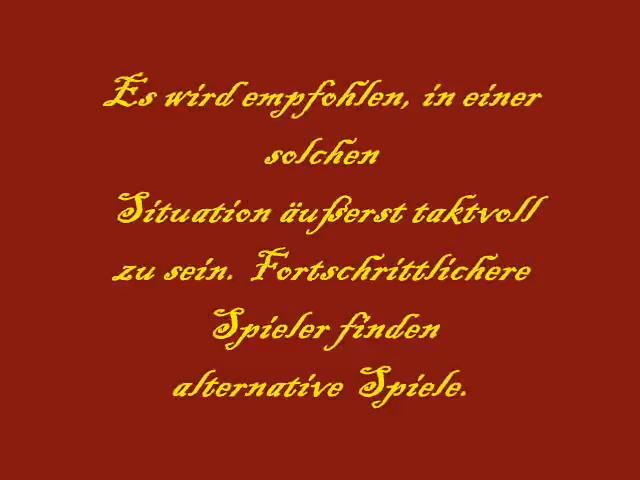 Es wird empfohlen, in einer
solchen
Situation äußerst taktvoll
zu sein. Fortschrittlichere
Spieler finden
alternative Spiele.